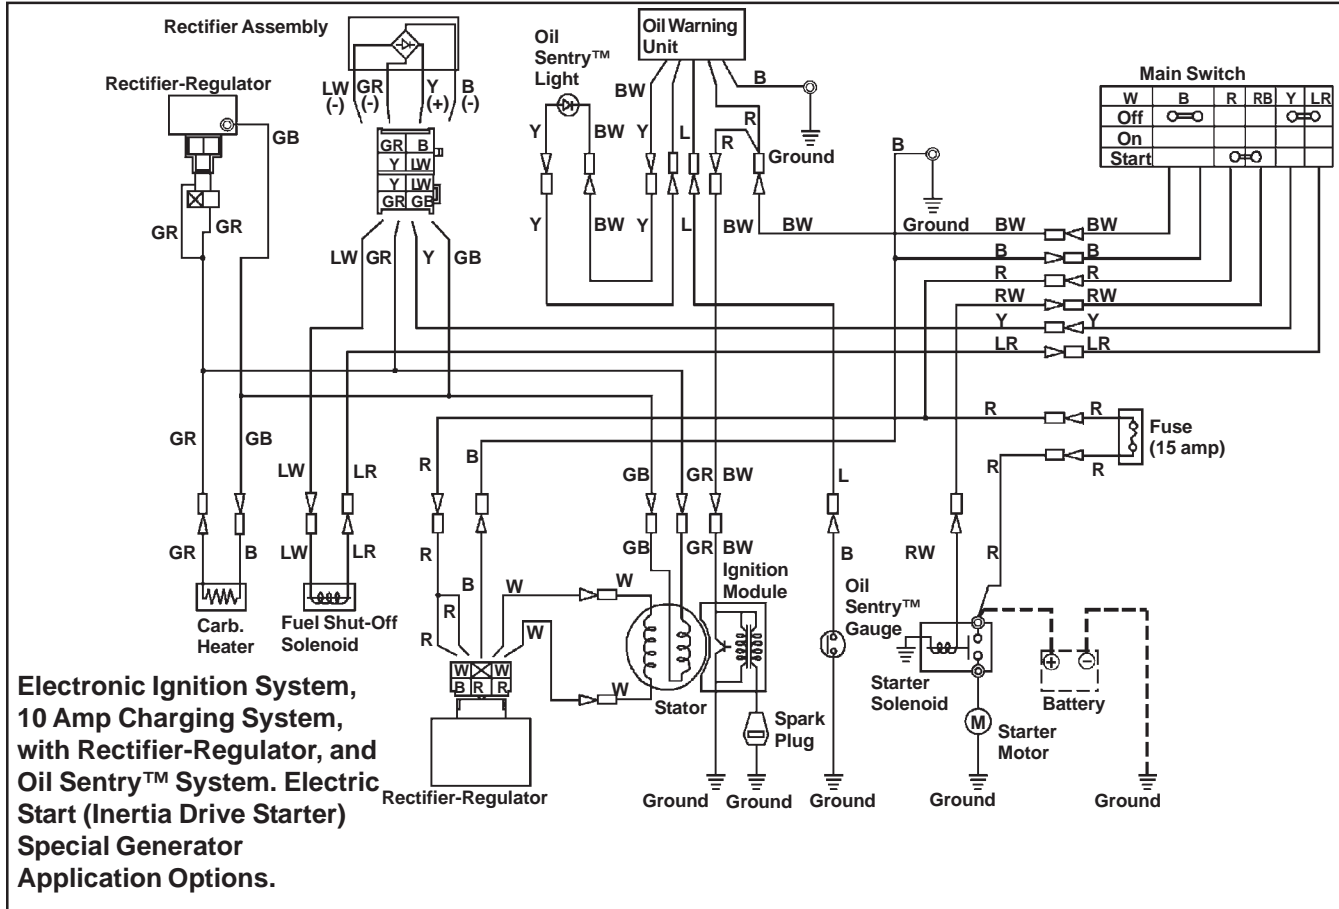 Rectifier Assembly
Rectifier-Regulator
GB
LW GR Y B
(-) (-) (+) (-)
GR B
Y LW
Y LW
GR GB
GR
GR
LW GR Y GB
Oil
Sentry™
Light
Oil Warning
Unit
BW
B
Ground
R
R
Y BW Y L
Y BW Y L BW BW
B
Ground
Main Switch
W B R RB Y LR
Off
On
Start
BW BW
B B
R R
RW RW
Y Y
LR LR
R R
R R
Fuse
(15 amp)
GR GB
LW LR
R B
GB GR BW
L
GR B
LW LR
R
GB GR BW
B
RW
R
B
R
R
W W
W W
Carb.
Heater
Fuel Shut-Off
Solenoid
W W
B R R
Rectifier-Regulator
Stator
Ignition
Module
Spark
Plug
Oil
Sentry™
Gauge
Starter
Solenoid
M
Starter
Motor
+ −
Battery
Ground Ground Ground Ground Ground
Electronic Ignition System,
10 Amp Charging System,
with Rectifier-Regulator, and
Oil Sentry™ System. Electric
Start (Inertia Drive Starter)
Special Generator
Application Options.